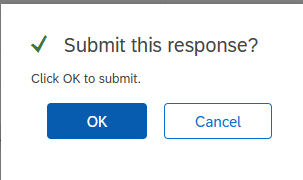 Submit this response?
Click OK to submit.
OK
Cancel